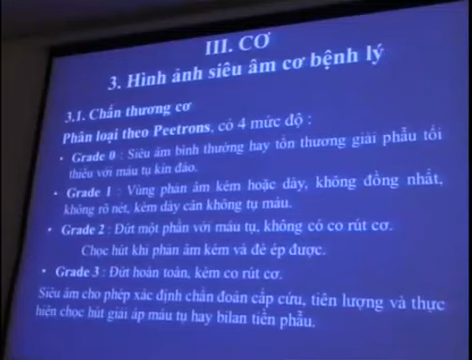 III. CƠ
3. Hình ảnh siêu âm cơ bệnh lý
3.1. Chấn thương cơ
Phân loại theo Peetrons, có 4 mức độ :
• Grade 0 : Siêu âm bình thường hay tổn thương giải phẫu tối
thiểu với máu tụ kín đáo.
• Grade 1 : Vùng phản âm kém hoặc dày, không đồng nhất,
không rõ nét, kèm dày cân không tụ máu.
• Grade 2 : Đứt một phần với máu tụ, không có co rút cơ.
Chọc hút khi phản âm kém và đè ép được.
• Grade 3 : Đứt hoàn toàn, kèm co rút cơ.
Siêu âm cho phép xác định chẩn đoán cấp cứu, tiên lượng và thực
hiện chọc hút giải áp máu tụ hay bilan tiền phẫu.